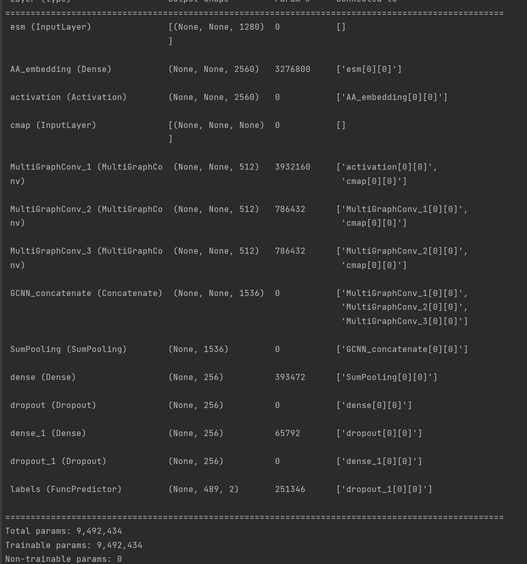 Layer (type) Output Shape Param # Connected to
==================================================================================================
esm (InputLayer) [(None, None, 1280) 0 []
]
AA_embedding (Dense) (None, None, 2560) 3276800 ['esm[0][0]']
activation (Activation) (None, None, 2560) 0 ['AA_embedding[0][0]']
cmap (InputLayer) [(None, None, None) 0 []
]
MultiGraphConv_1 (MultiGraphCo (None, None, 512) 3932160 ['activation[0][0]',
nv) 'cmap[0][0]']
MultiGraphConv_2 (MultiGraphCo (None, None, 512) 786432 ['MultiGraphConv_1[0][0]',
nv) 'cmap[0][0]']
MultiGraphConv_3 (MultiGraphCo (None, None, 512) 786432 ['MultiGraphConv_2[0][0]',
nv) 'cmap[0][0]']
GCNN_concatenate (Concatenate) (None, None, 1536) 0 ['MultiGraphConv_1[0][0]',
'MultiGraphConv_2[0][0]',
'MultiGraphConv_3[0][0]']
SumPooling (SumPooling) (None, 1536) 0 ['GCNN_concatenate[0][0]']
dense (Dense) (None, 256) 393472 ['SumPooling[0][0]']
dropout (Dropout) (None, 256) 0 ['dense[0][0]']
dense_1 (Dense) (None, 256) 65792 ['dropout[0][0]']
dropout_1 (Dropout) (None, 256) 0 ['dense_1[0][0]']
labels (FuncPredictor) (None, 489, 2) 251346 ['dropout_1[0][0]']
==================================================================================================
Total params: 9,492,434
Trainable params: 9,492,434
Non-trainable params: 0